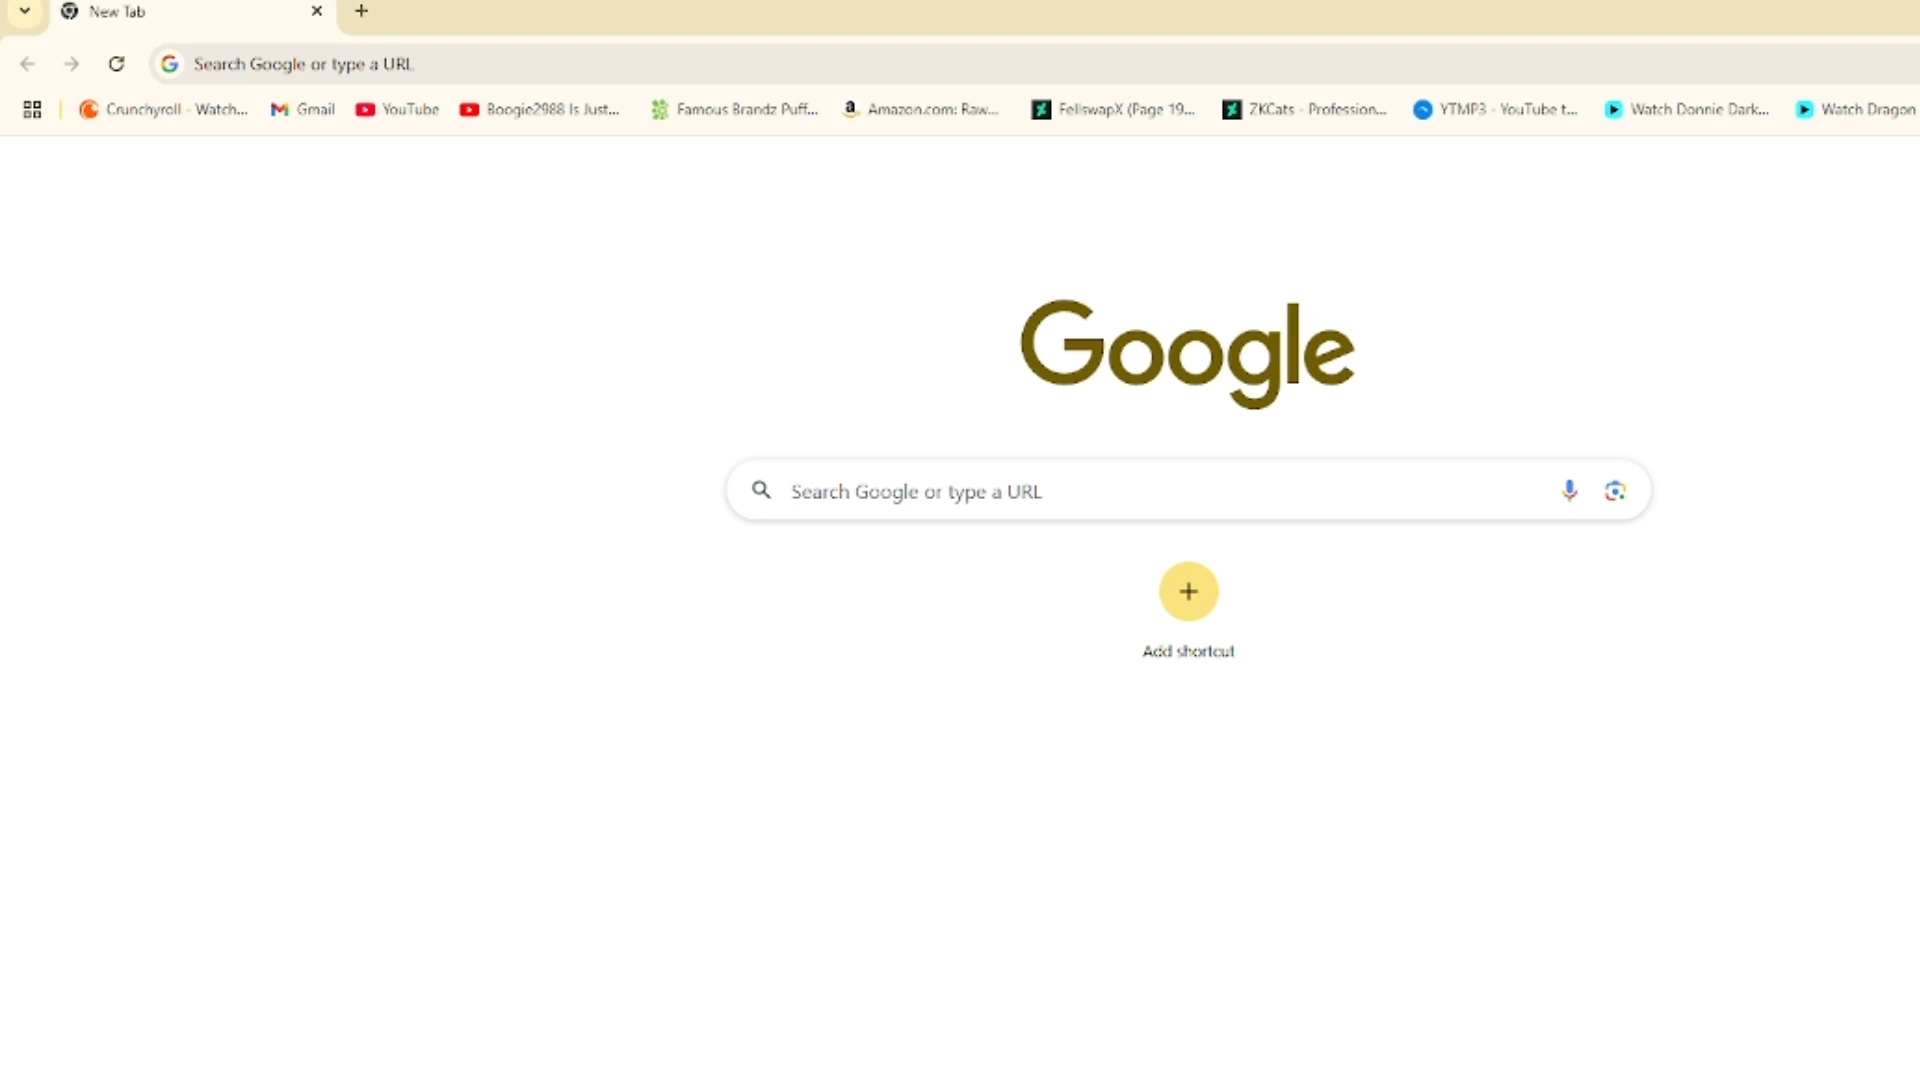 New Tab
Search Google or type a URL
Crunchyroll - Watch... Gmail YouTube Boogie2988 Is Just... Famous Brandz Puff... Amazon.com: Raw... FellswapX (Page 19... ZKCats - Profession... YTMP3 - YouTube t... Watch Donnie Dark... Watch Dragon
Google
Search Google or type a URL
Add shortcut